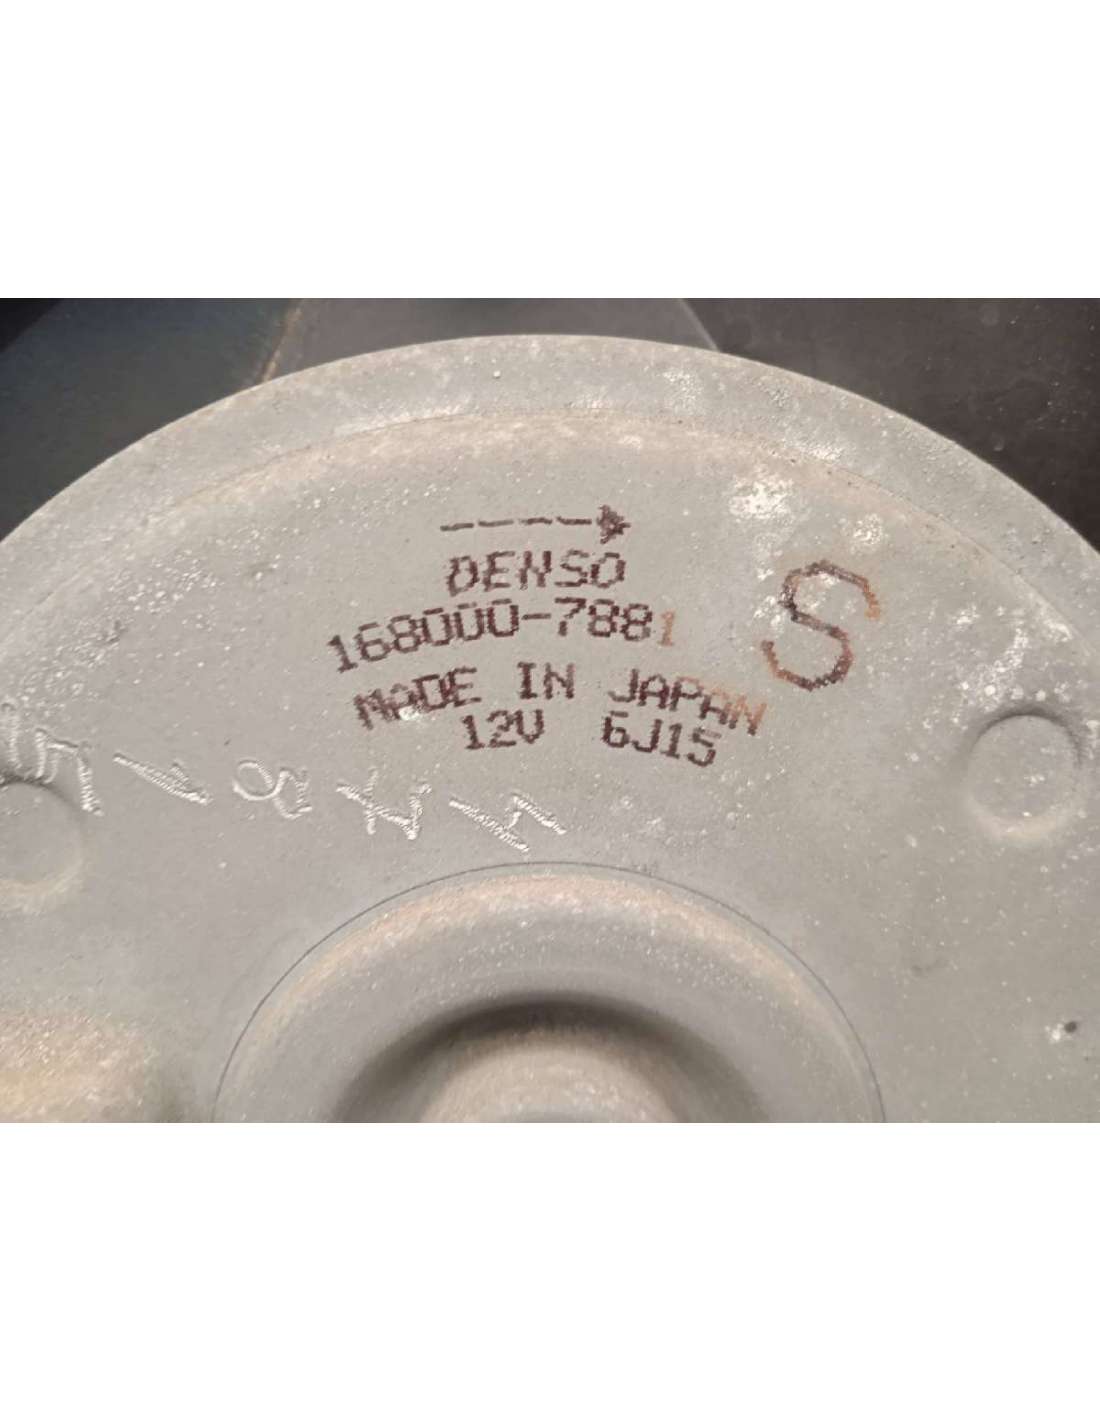 DENSO
168000-7881
S
MADE IN JAPAN
12V 6J15